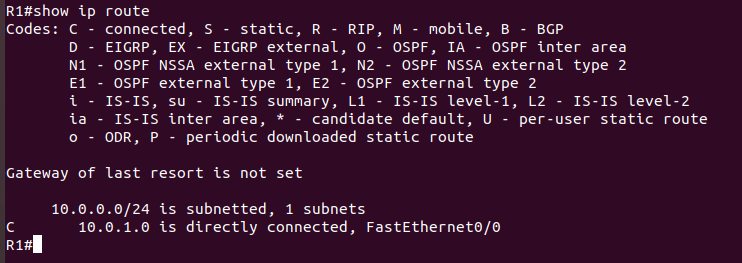 R1#show ip route
Codes: C - connected, S - static, R - RIP, M - mobile, B - BGP
       D - EIGRP, EX - EIGRP external, O - OSPF, IA - OSPF inter area
       N1 - OSPF NSSA external type 1, N2 - OSPF NSSA external type 2
       E1 - OSPF external type 1, E2 - OSPF external type 2
       i - IS-IS, su - IS-IS summary, L1 - IS-IS level-1, L2 - IS-IS level-2
       ia - IS-IS inter area, * - candidate default, U - per-user static route
       o - ODR, P - periodic downloaded static route

Gateway of last resort is not set

     10.0.0.0/24 is subnetted, 1 subnets
C       10.0.1.0 is directly connected, FastEthernet0/0
R1#